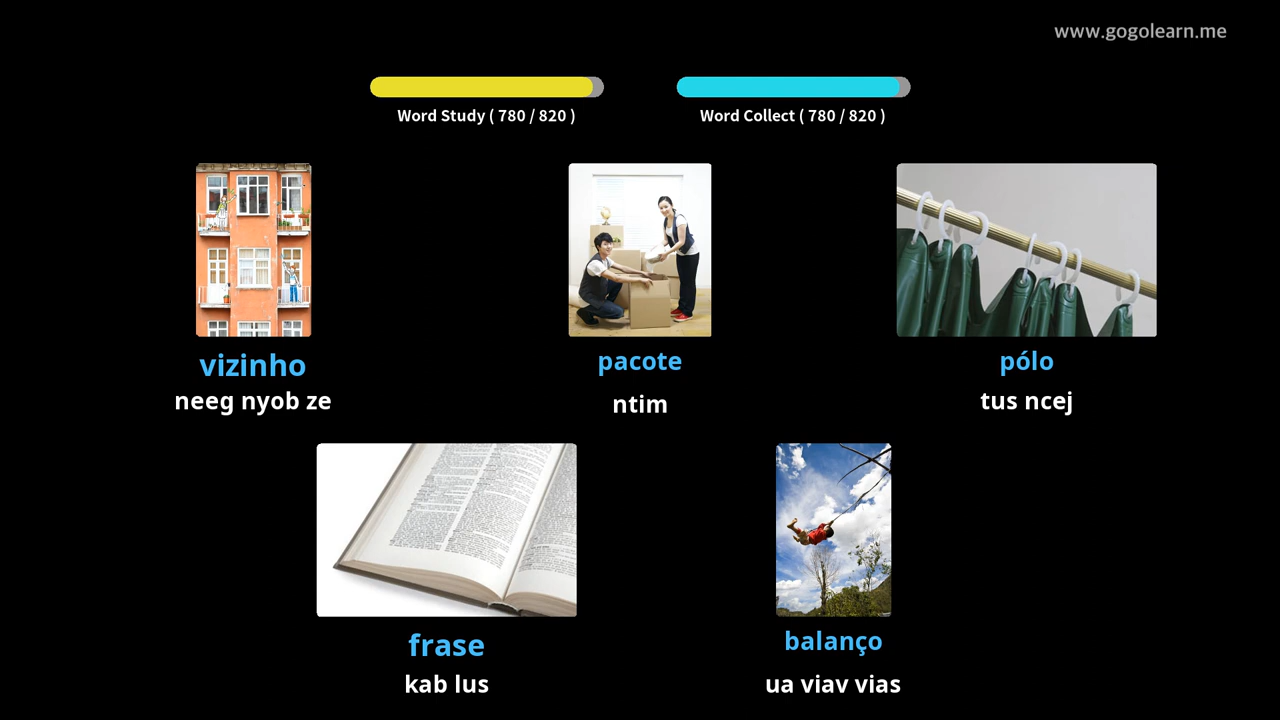 www.gogolearn.me
Word Study ( 780 / 820 )
Word Collect ( 780 / 820 )
vizinho
neeg nyob ze
pacote
ntim
pólo
tus ncej
frase
kab lus
balanço
ua viav vias